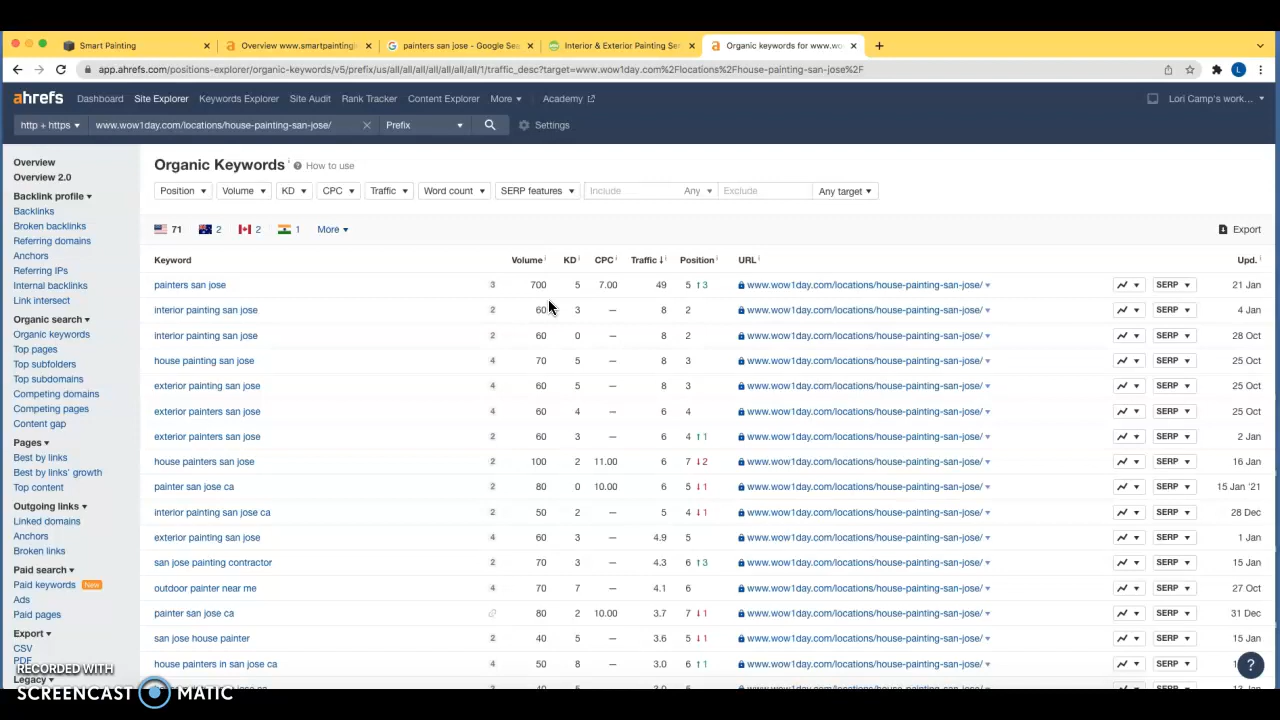 Smart Painting
Overview www.smartpainting
painters san jose - Google Sea
Interior & Exterior Painting Ser
Organic keywords for www.wo
app.ahrefs.com/positions-explorer/organic-keywords/v5/prefix/us/all/all/all/all/all/all/all/1/traffic_desc?target=www.wow1day.com%2Flocations%2Fhouse-painting-san-jose%2F
ahrefs Dashboard Site Explorer Keywords Explorer Site Audit Rank Tracker Content Explorer More Academy Lori Camp's work...
http + https www.wow1day.com/locations/house-painting-san-jose/ Prefix Settings
Overview
Overview 2.0
Backlink profile
Backlinks
Broken backlinks
Referring domains
Anchors
Referring IPs
Internal backlinks
Link intersect
Organic search
Organic keywords
Top pages
Top subfolders
Top subdomains
Competing domains
Competing pages
Content gap
Pages
Best by links
Best by links' growth
Top content
Outgoing links
Linked domains
Anchors
Broken links
Paid search
Paid keywords New
Ads
Paid pages
Export
CSV
PDF
Legacy
Organic Keywords i ? How to use
Position Volume KD CPC Traffic Word count SERP features Include Any Exclude Any target
71 2 2 1 More Export
Keyword Volume KD CPC Traffic Position URL Upd.
painters san jose 3 700 5 7.00 49 5 ↑3 www.wow1day.com/locations/house-painting-san-jose/ SERP 21 Jan
interior painting san jose 2 60 3 — 8 2 www.wow1day.com/locations/house-painting-san-jose/ SERP 4 Jan
interior painting san jose 2 60 0 — 8 2 www.wow1day.com/locations/house-painting-san-jose/ SERP 28 Oct
house painting san jose 4 70 5 — 8 3 www.wow1day.com/locations/house-painting-san-jose/ SERP 25 Oct
exterior painting san jose 4 60 5 — 8 3 www.wow1day.com/locations/house-painting-san-jose/ SERP 25 Oct
exterior painters san jose 4 60 4 — 6 4 www.wow1day.com/locations/house-painting-san-jose/ SERP 25 Oct
exterior painters san jose 2 60 3 — 6 4 ↑1 www.wow1day.com/locations/house-painting-san-jose/ SERP 2 Jan
house painters san jose 2 100 2 11.00 6 7 ↓2 www.wow1day.com/locations/house-painting-san-jose/ SERP 16 Jan
painter san jose ca 2 80 0 10.00 6 5 ↓1 www.wow1day.com/locations/house-painting-san-jose/ SERP 15 Jan '21
interior painting san jose ca 2 50 2 — 5 4 ↓1 www.wow1day.com/locations/house-painting-san-jose/ SERP 28 Dec
exterior painting san jose 4 60 3 — 4.9 5 www.wow1day.com/locations/house-painting-san-jose/ SERP 1 Jan
san jose painting contractor 2 70 3 — 4.3 6 ↑3 www.wow1day.com/locations/house-painting-san-jose/ SERP 15 Jan
outdoor painter near me 4 70 7 — 4.1 6 www.wow1day.com/locations/house-painting-san-jose/ SERP 27 Oct
painter san jose ca 80 2 10.00 3.7 7 ↓1 www.wow1day.com/locations/house-painting-san-jose/ SERP 31 Dec
san jose house painter 2 40 5 — 3.6 5 ↓1 www.wow1day.com/locations/house-painting-san-jose/ SERP 15 Jan
house painters in san jose ca 4 50 8 — 3.0 6 ↑1 www.wow1day.com/locations/house-painting-san-jose/ SERP
RECORDED WITH
SCREENCAST MATIC